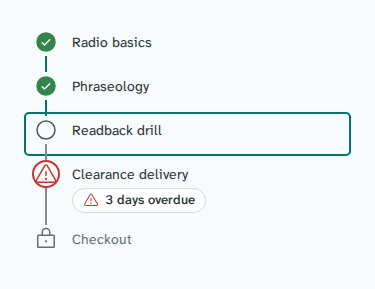 Radio basics
Phraseology
Readback drill
Clearance delivery
3 days overdue
Checkout